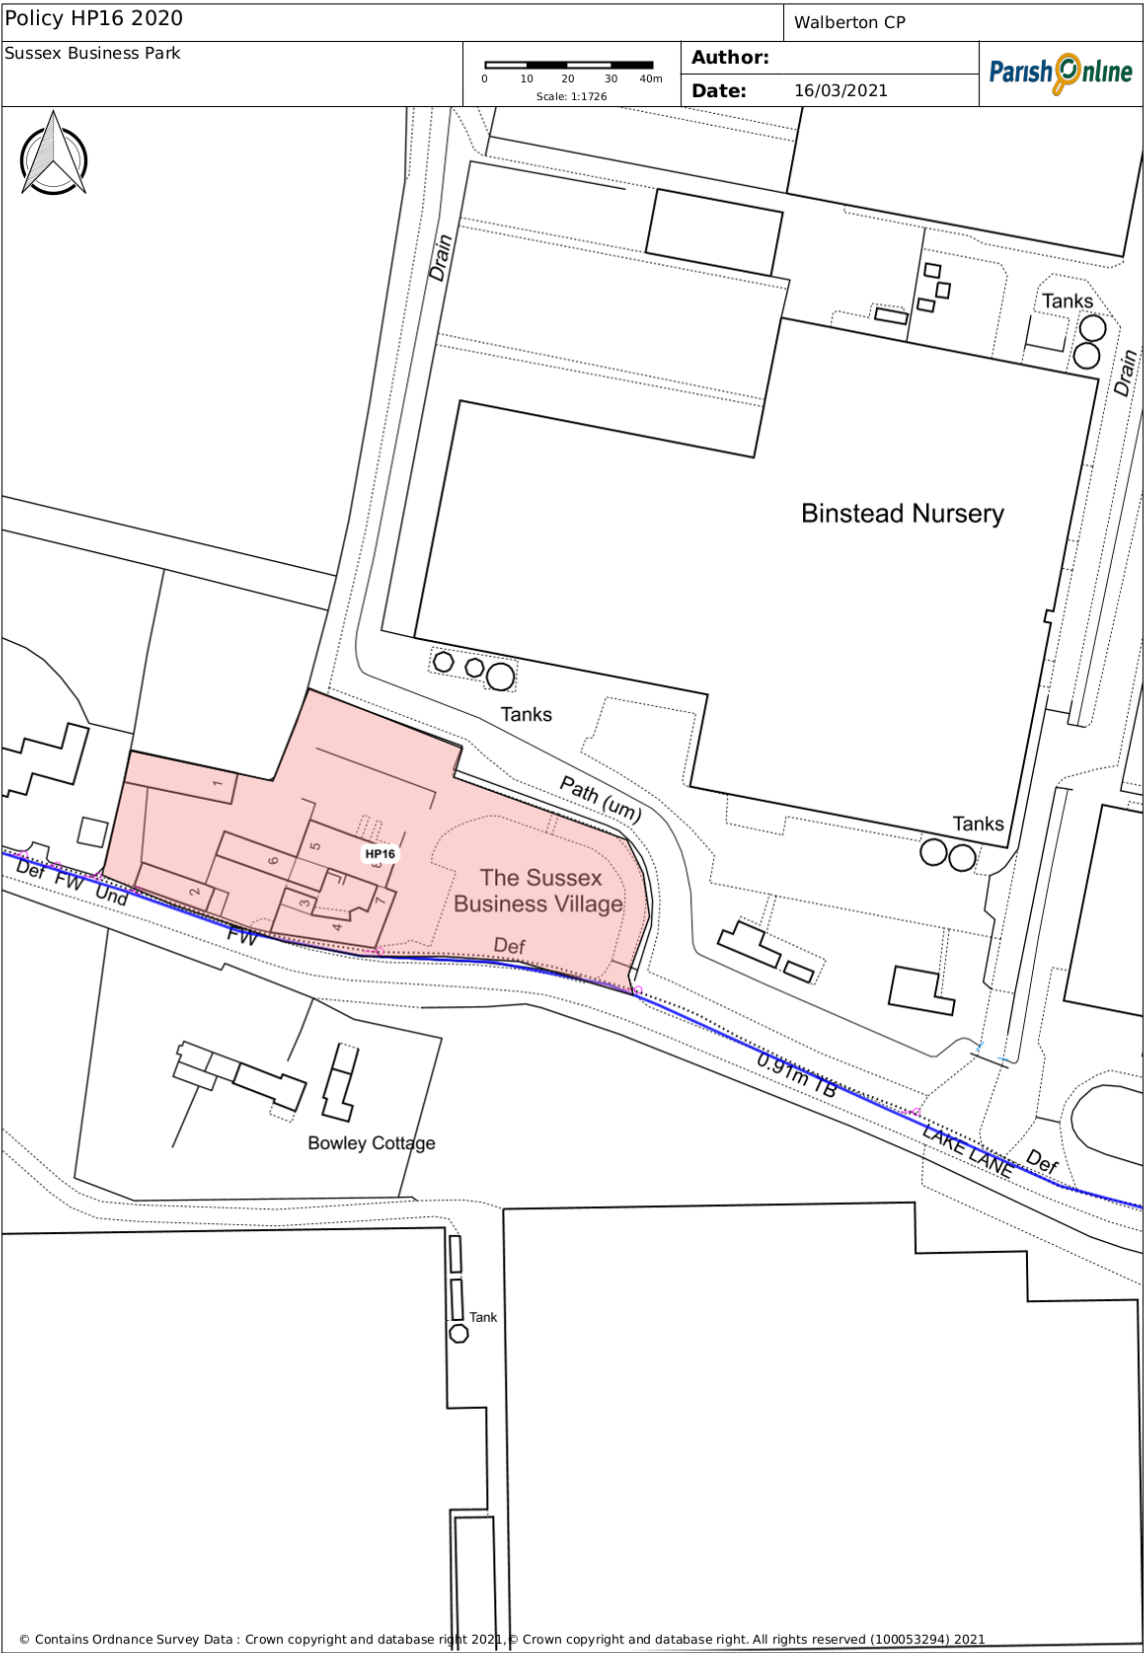 Policy HP16 2020
Walberton CP
Sussex Business Park
0 10 20 30 40m
Scale: 1:1726
Author:
Date: 16/03/2021
Parish Online
Drain
Tanks
Drain
Binstead Nursery
Tanks
Path (um)
1
Tanks
5
HP16
6
8
The Sussex
Business Village
2
3
7
4
Def FW Und
FW
Def
0.91m TB
LAKE LANE
Def
Bowley Cottage
Tank
© Contains Ordnance Survey Data : Crown copyright and database right 2021,© Crown copyright and database right. All rights reserved (100053294) 2021